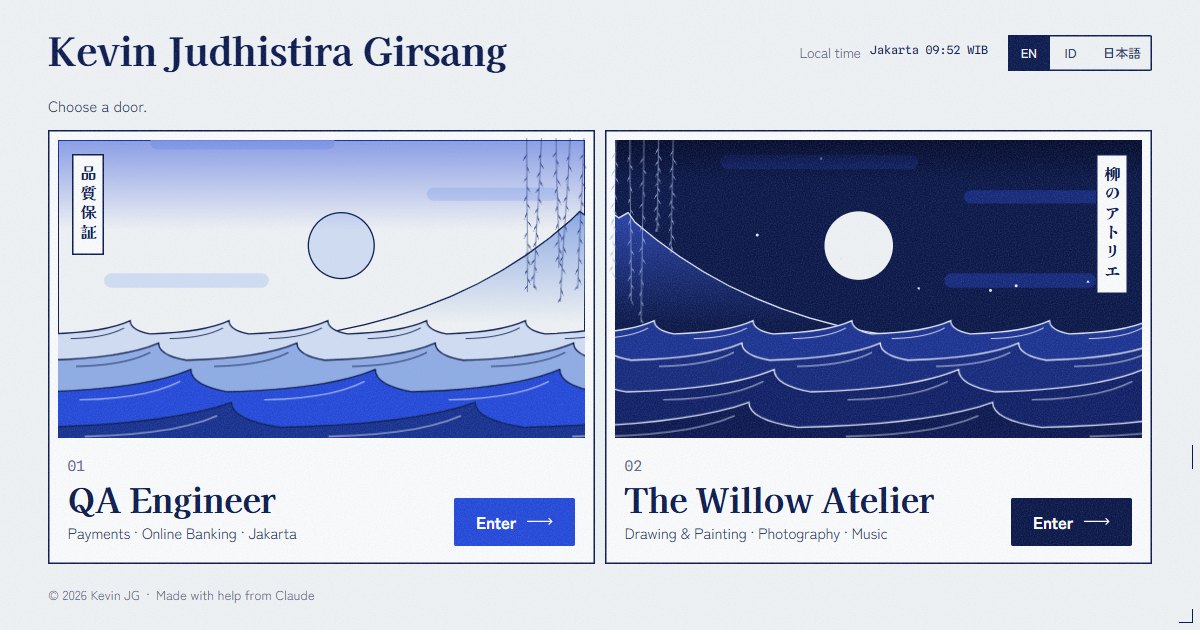 Kevin Judhistira Girsang
Local time Jakarta 09:52 WIB EN ID 日本語
Choose a door.
品質保証
柳のアトリエ
01
QA Engineer
Payments · Online Banking · Jakarta
Enter
02
The Willow Atelier
Drawing & Painting · Photography · Music
Enter
© 2026 Kevin JG · Made with help from Claude